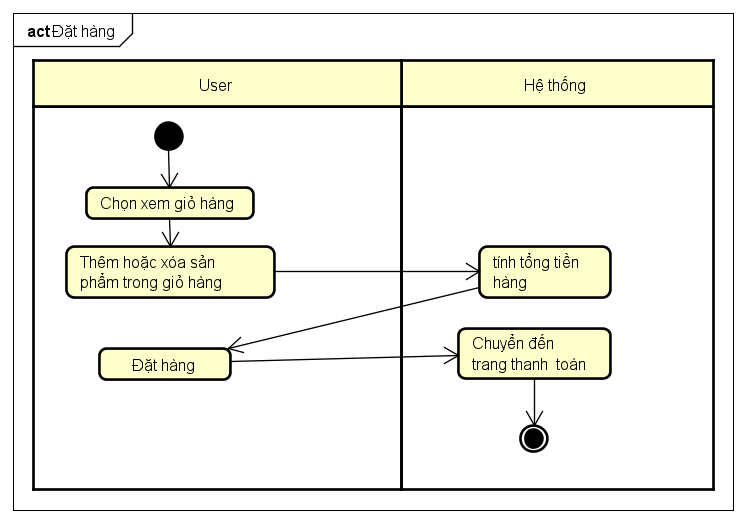 act Đặt hàng
User
Hệ thống
Chọn xem giỏ hàng
Thêm hoặc xóa sản
phẩm trong giỏ hàng
tính tổng tiền
hàng
Đặt hàng
Chuyển đến
trang thanh toán